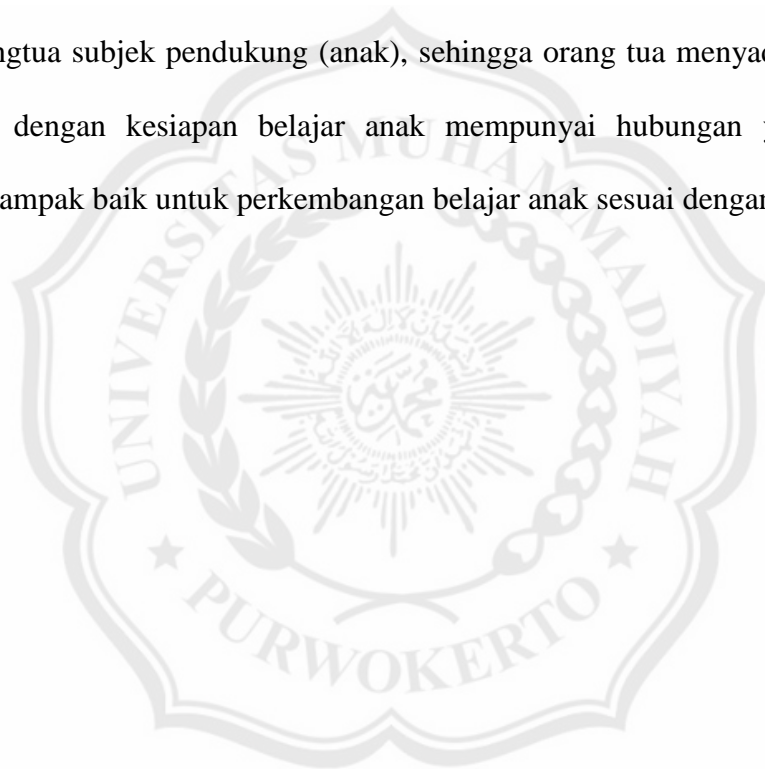 ngtua subjek pendukung (anak), sehingga orang tua menya
dengan kesiapan belajar anak mempunyai hubungan
ampak baik untuk perkembangan belajar anak sesuai dengan
UNIVERSITAS MUHAMMADIYAH
PURWOKERTO